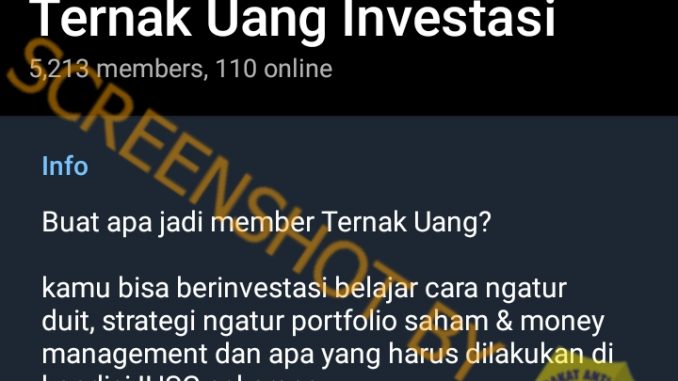 Ternak Uang Investasi
5,213 members, 110 online
SCREENSHOT BY
Info
Buat apa jadi member Ternak Uang?
kamu bisa berinvestasi belajar cara ngatur
duit, strategi ngatur portfolio saham & money
management dan apa yang harus dilakukan di